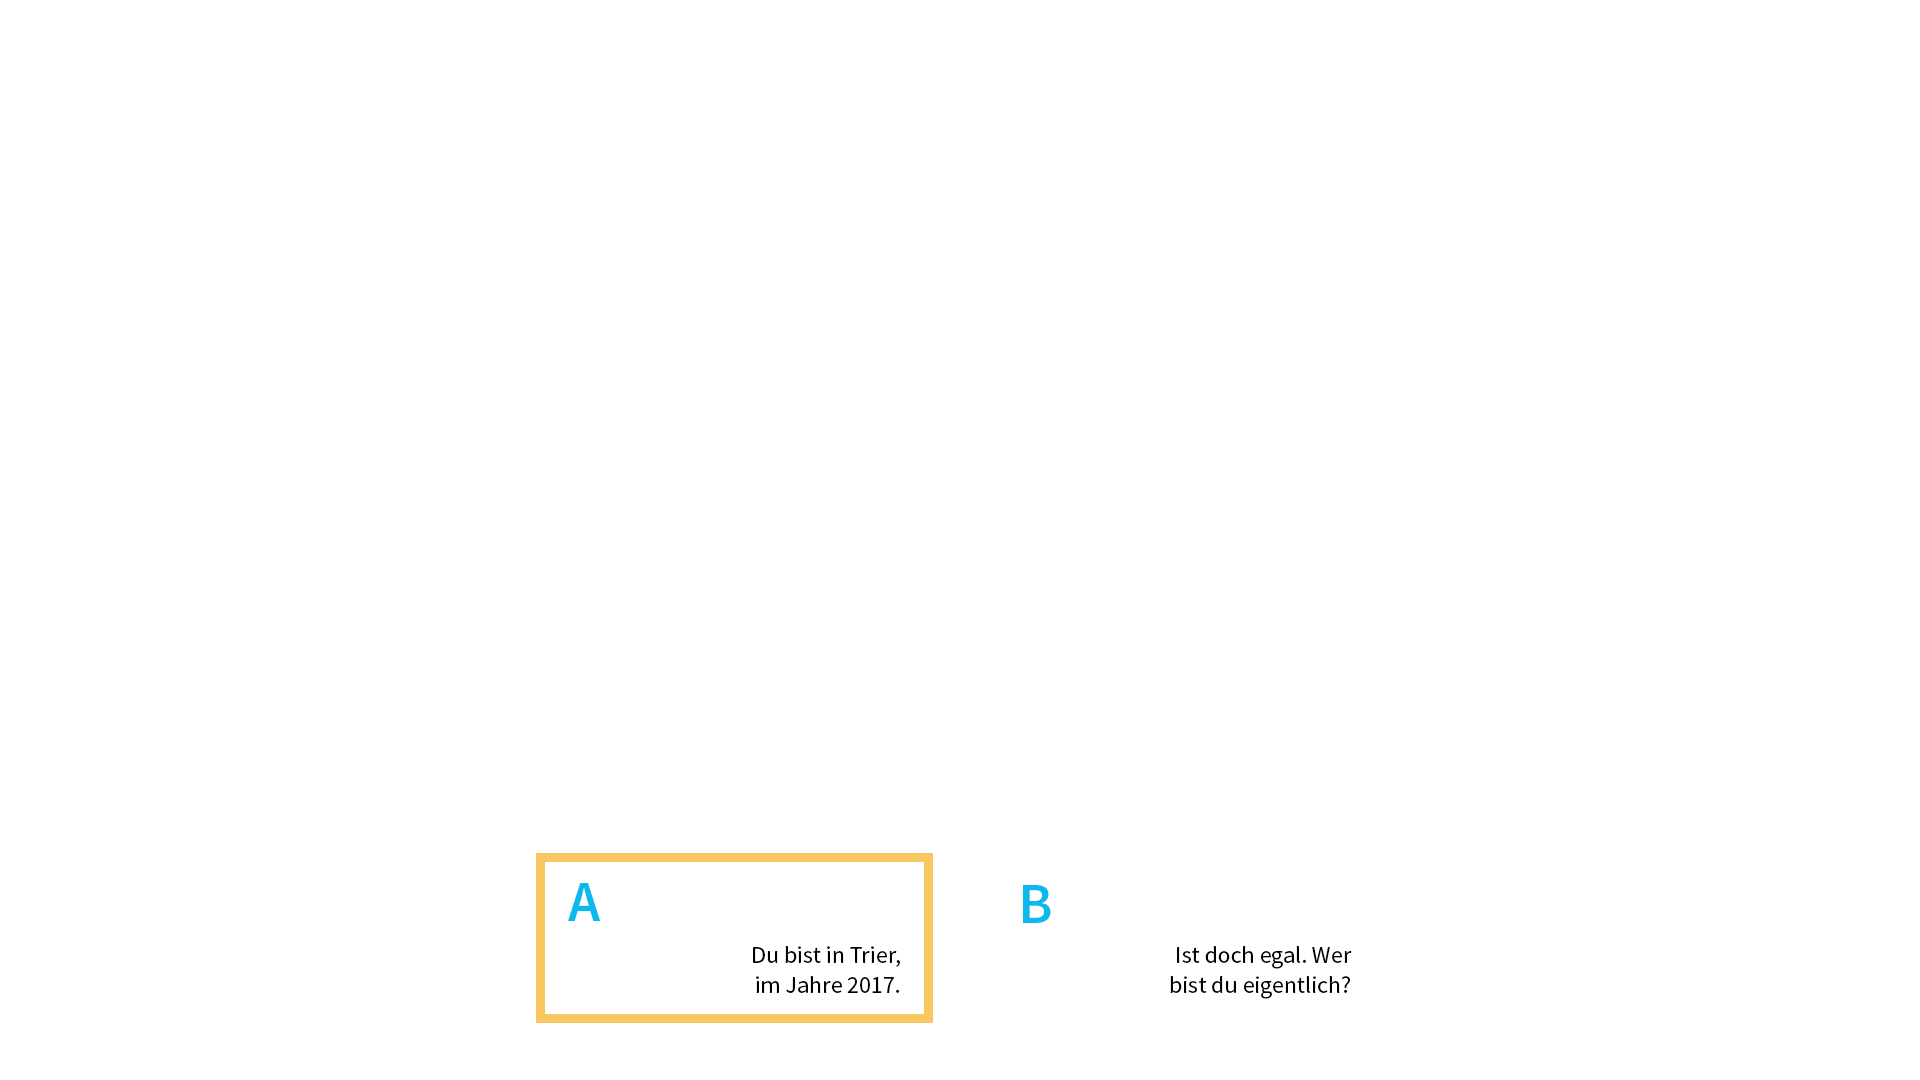 A
Du bist in Trier,
im Jahre 2017.
B
Ist doch egal. Wer
bist du eigentlich?